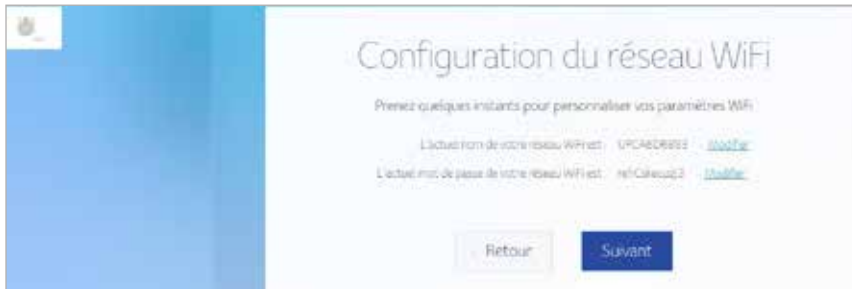 Configuration du réseau WiFi
Prenez quelques instants pour personnaliser vos paramètres WiFi
L'actuel nom de votre réseau WiFi est Modifier
L'actuel mot de passe de votre réseau WiFi est Modifier
Retour
Suivant